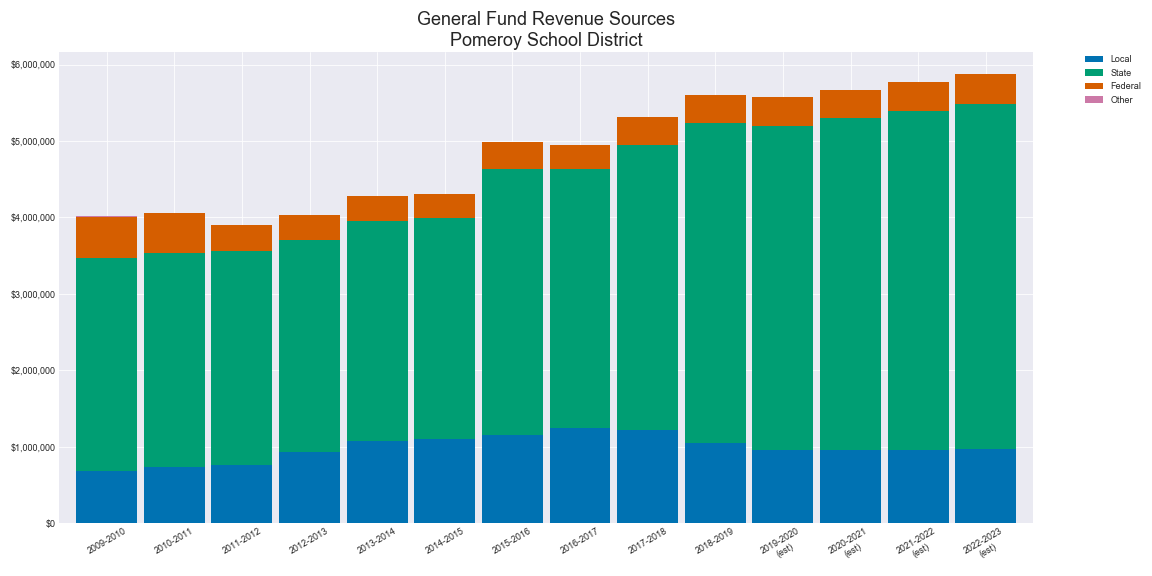 General Fund Revenue Sources
Pomeroy School District
Local
State
Federal
Other
$6,000,000
$5,000,000
$4,000,000
$3,000,000
$2,000,000
$1,000,000
$0
2009-2010
2010-2011
2011-2012
2012-2013
2013-2014
2014-2015
2015-2016
2016-2017
2017-2018
2018-2019
2019-2020
(est)
2020-2021
(est)
2021-2022
(est)
2022-2023
(est)